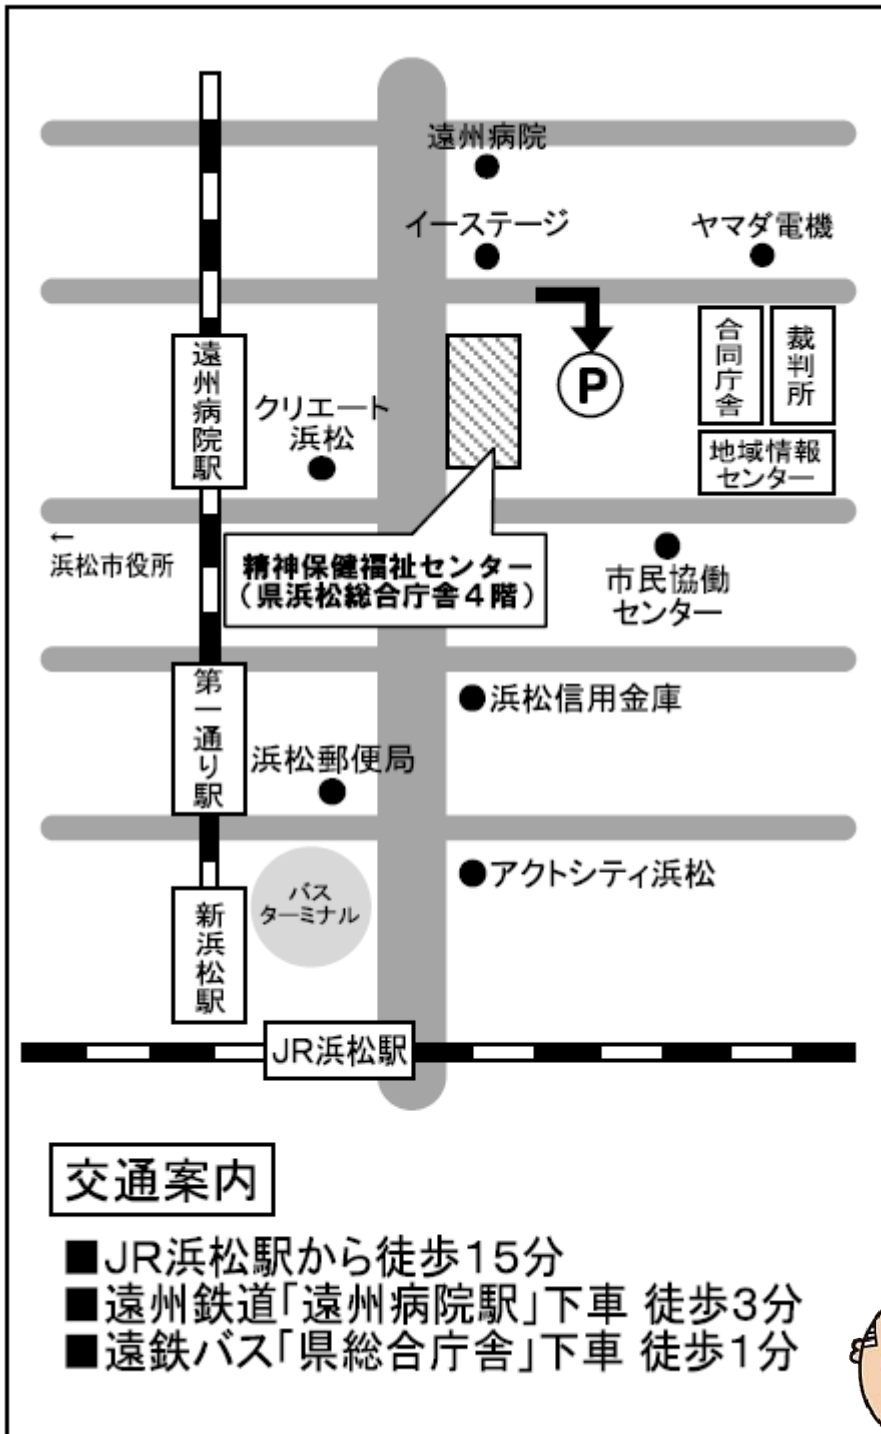 遠州病院
イーステージ
ヤマダ電機
合同庁舎
裁判所
遠州病院駅
P
クリエート
浜松
地域情報
センター
←
浜松市役所
精神保健福祉センター
（県浜松総合庁舎４階）
市民協働
センター
第一通り駅
浜松信用金庫
浜松郵便局
アクトシティ浜松
バス
ターミナル
新浜松駅
JR浜松駅
交通案内
■JR浜松駅から徒歩15分
■遠州鉄道｢遠州病院駅｣下車 徒歩3分
■遠鉄バス｢県総合庁舎｣下車 徒歩1分